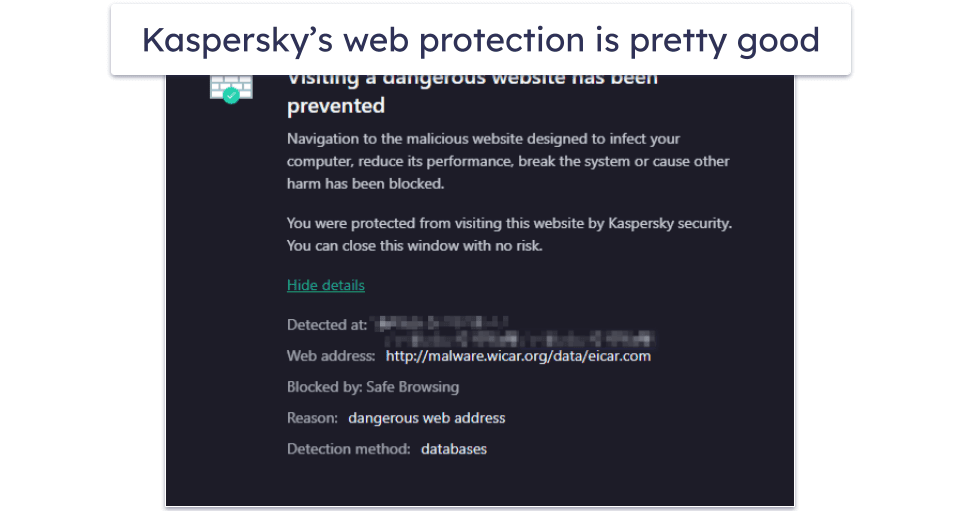 Kaspersky’s web protection is pretty good
Visiting a dangerous website has been
prevented
Navigation to the malicious website designed to infect your
computer, reduce its performance, break the system or cause other
harm has been blocked.
You were protected from visiting this website by Kaspersky security.
You can close this window with no risk.
Hide details
Detected at:
Web address: http://malware.wicar.org/data/eicar.com
Blocked by: Safe Browsing
Reason: dangerous web address
Detection method: databases